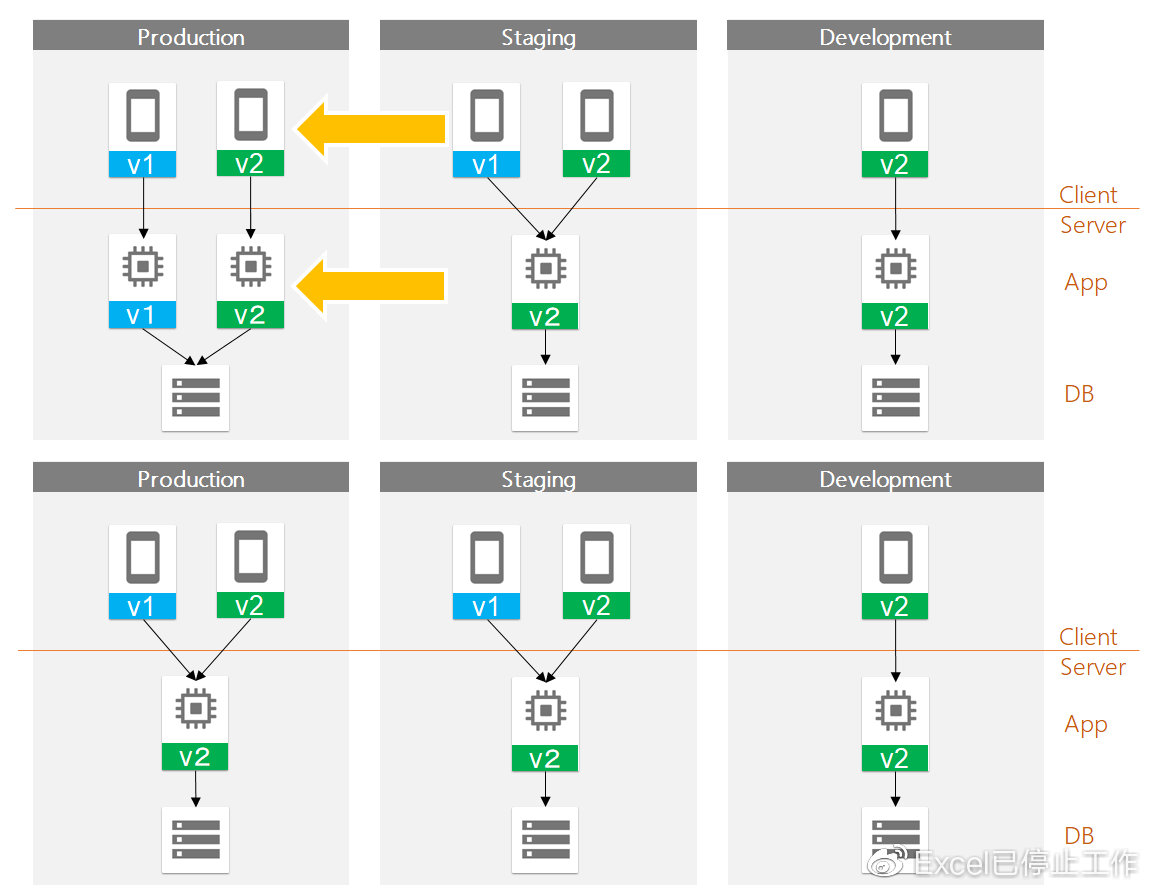 Production Staging Development
v1 v2 v1 v2 v2
Client
Server
v1 v2 v2 v2
App
DB
Production Staging Development
v1 v2 v1 v2 v2
Client
Server
App
v2 v2 v2
DB
Excel已停止工作